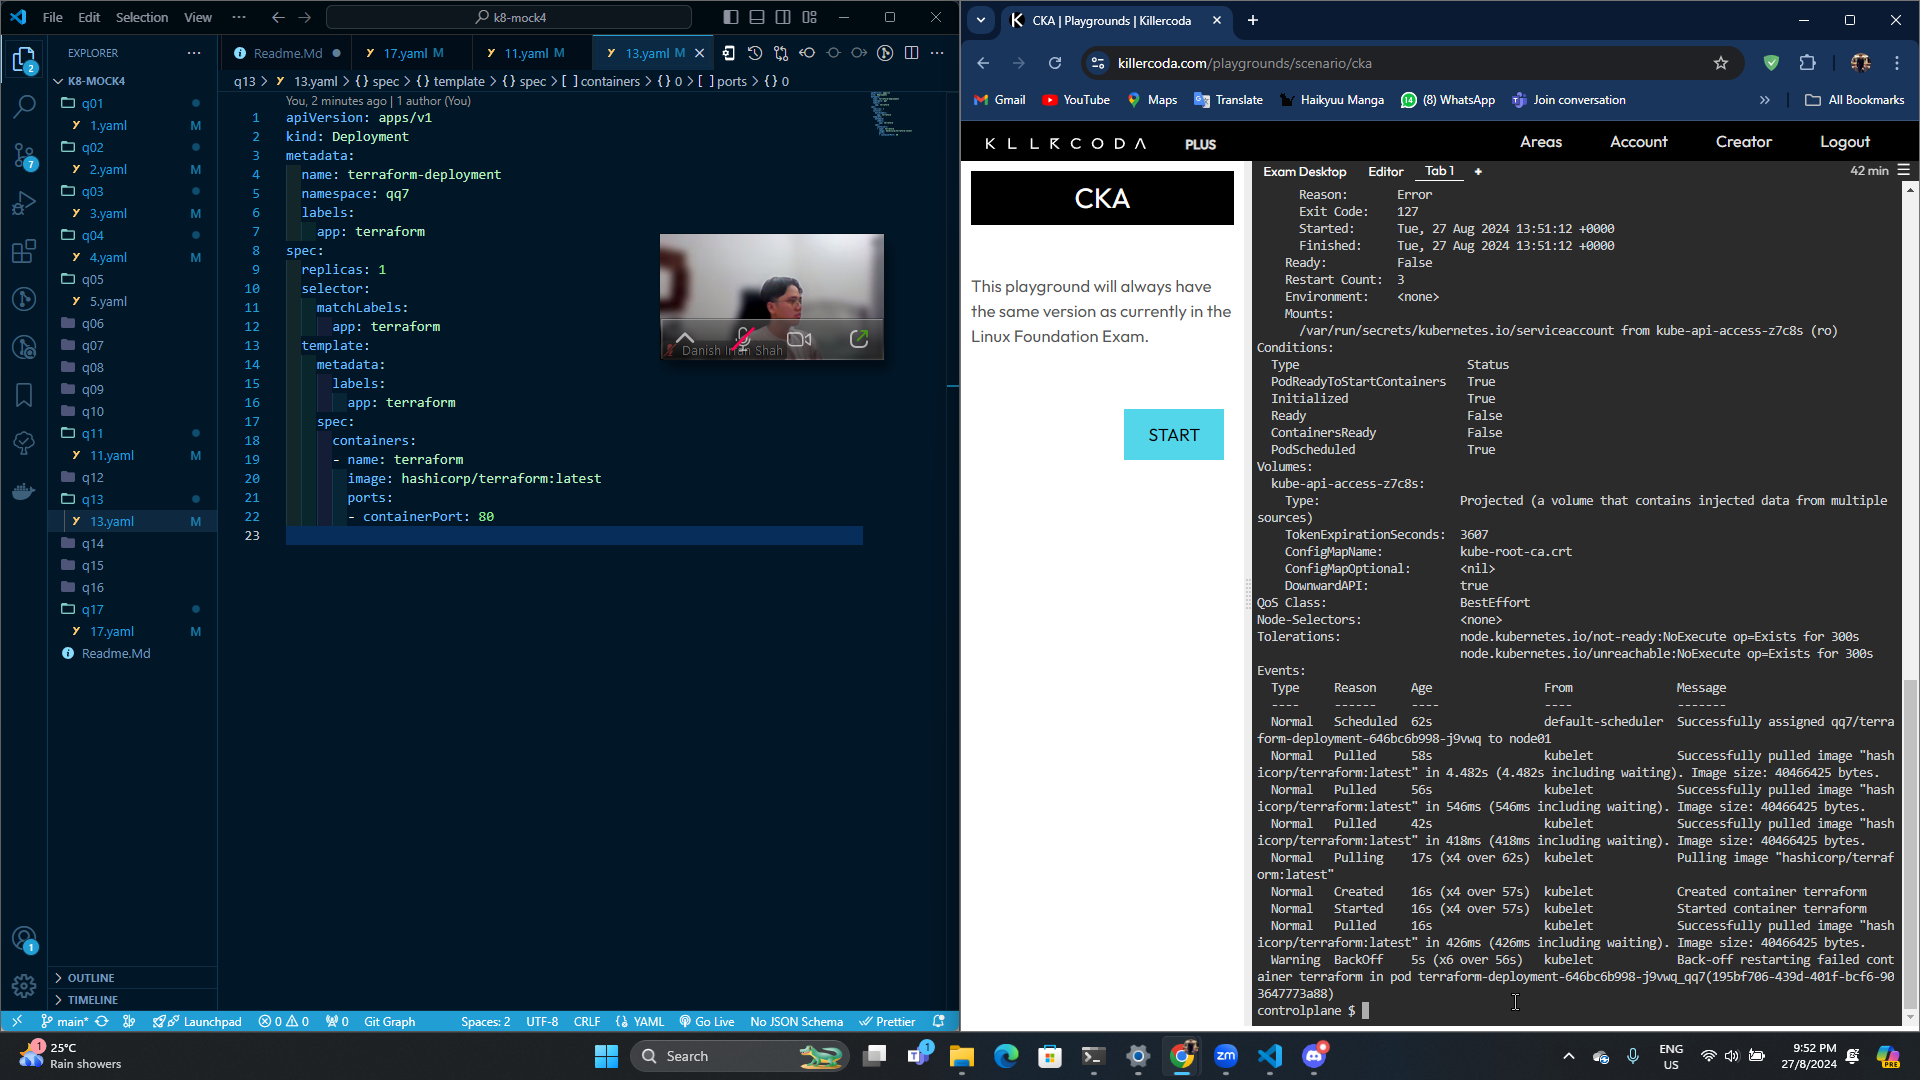 File Edit Selection View ··· k8-mock4
EXPLORER
K8-MOCK4
q01
1.yaml M
q02
2.yaml M
q03
3.yaml M
q04
4.yaml M
q05
5.yaml
q06
q07
q08
q09
q10
q11
11.yaml M
q12
q13
13.yaml M
q14
q15
q16
q17
17.yaml M
Readme.Md
OUTLINE
TIMELINE
2
7
1
Readme.Md 17.yaml M 11.yaml M 13.yaml M
q13 > 13.yaml > {} spec > {} template > {} spec > [ ] containers > {} 0 > [ ] ports > {} 0
You, 2 minutes ago | 1 author (You)
1 apiVersion: apps/v1
2 kind: Deployment
3 metadata:
4 name: terraform-deployment
5 namespace: qq7
6 labels:
7 app: terraform
8 spec:
9 replicas: 1
10 selector:
11 matchLabels:
12 app: terraform
13 template:
14 metadata:
15 labels:
16 app: terraform
17 spec:
18 containers:
19 - name: terraform
20 image: hashicorp/terraform:latest
21 ports:
22 - containerPort: 80
23
Danish Irfan Shah
main* Launchpad 0 0 0 Git Graph Spaces: 2 UTF-8 CRLF {} YAML Go Live No JSON Schema Prettier
CKA | Playgrounds | Killercoda
killercoda.com/playgrounds/scenario/cka
Gmail YouTube Maps Translate Haikyuu Manga (8) WhatsApp Join conversation All Bookmarks
KLLRCODA PLUS Areas Account Creator Logout
CKA
This playground will always have
the same version as currently in the
Linux Foundation Exam.
START
Exam Desktop Editor Tab 1 + 42 min
Reason: Error
Exit Code: 127
Started: Tue, 27 Aug 2024 13:51:12 +0000
Finished: Tue, 27 Aug 2024 13:51:12 +0000
Ready: False
Restart Count: 3
Environment: <none>
Mounts:
/var/run/secrets/kubernetes.io/serviceaccount from kube-api-access-z7c8s (ro)
Conditions:
Type Status
PodReadyToStartContainers True
Initialized True
Ready False
ContainersReady False
PodScheduled True
Volumes:
kube-api-access-z7c8s:
Type: Projected (a volume that contains injected data from multiple
sources)
TokenExpirationSeconds: 3607
ConfigMapName: kube-root-ca.crt
ConfigMapOptional: <nil>
DownwardAPI: true
QoS Class: BestEffort
Node-Selectors: <none>
Tolerations: node.kubernetes.io/not-ready:NoExecute op=Exists for 300s
node.kubernetes.io/unreachable:NoExecute op=Exists for 300s
Events:
Type Reason Age From Message
---- ------ ---- ---- -------
Normal Scheduled 62s default-scheduler Successfully assigned qq7/terra
form-deployment-646bc6b998-j9vwq to node01
Normal Pulled 58s kubelet Successfully pulled image "hash
icorp/terraform:latest" in 4.482s (4.482s including waiting). Image size: 40466425 bytes.
Normal Pulled 56s kubelet Successfully pulled image "hash
icorp/terraform:latest" in 546ms (546ms including waiting). Image size: 40466425 bytes.
Normal Pulled 42s kubelet Successfully pulled image "hash
icorp/terraform:latest" in 418ms (418ms including waiting). Image size: 40466425 bytes.
Normal Pulling 17s (x4 over 62s) kubelet Pulling image "hashicorp/terraf
orm:latest"
Normal Created 16s (x4 over 57s) kubelet Created container terraform
Normal Started 16s (x4 over 57s) kubelet Started container terraform
Normal Pulled 16s kubelet Successfully pulled image "hash
icorp/terraform:latest" in 426ms (426ms including waiting). Image size: 40466425 bytes.
Warning BackOff 5s (x6 over 56s) kubelet Back-off restarting failed cont
ainer terraform in pod terraform-deployment-646bc6b998-j9vwq_qq7(195bf706-439d-401f-bcf6-90
3647773a88)
controlplane $
1 25°C
Rain showers
Search
1
zm
ENG
US
9:52 PM
27/8/2024
PRE